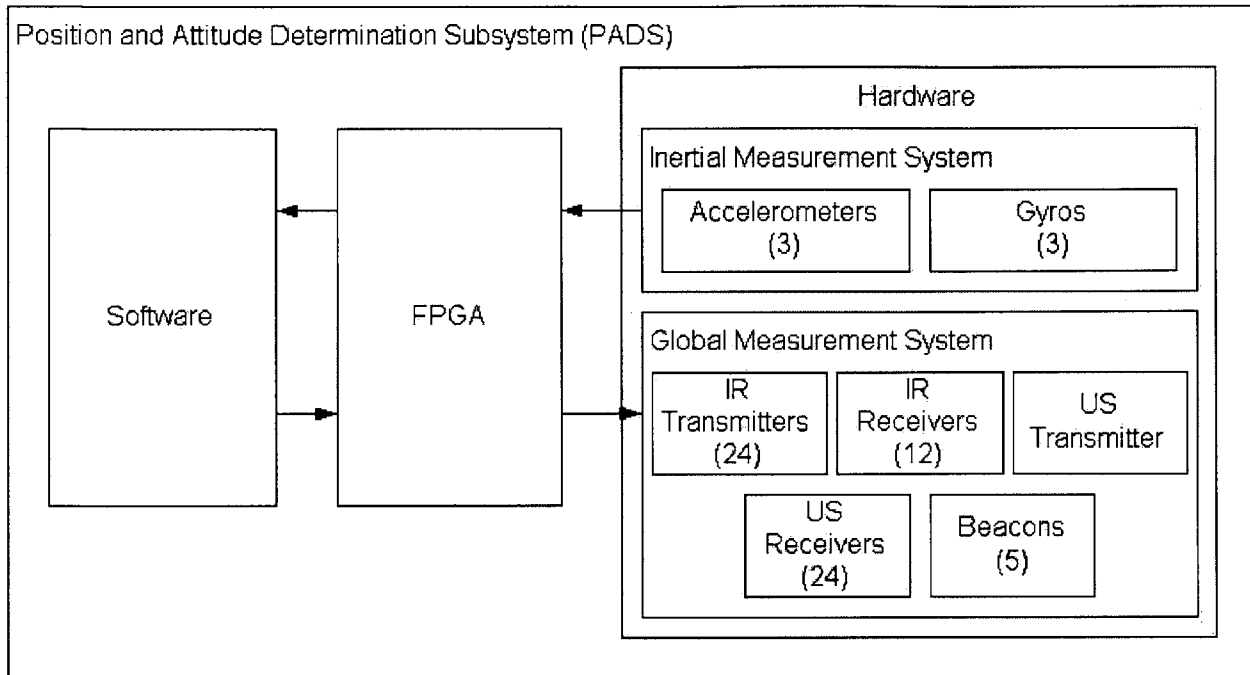 Position and Attitude Determination Subsystem (PADS)
Software
FPGA
Hardware
Inertial Measurement System
Accelerometers
(3)
Gyros
(3)
Global Measurement System
IR
Transmitters
(24)
IR
Receivers
(12)
US
Transmitter
US
Receivers
(24)
Beacons
(5)